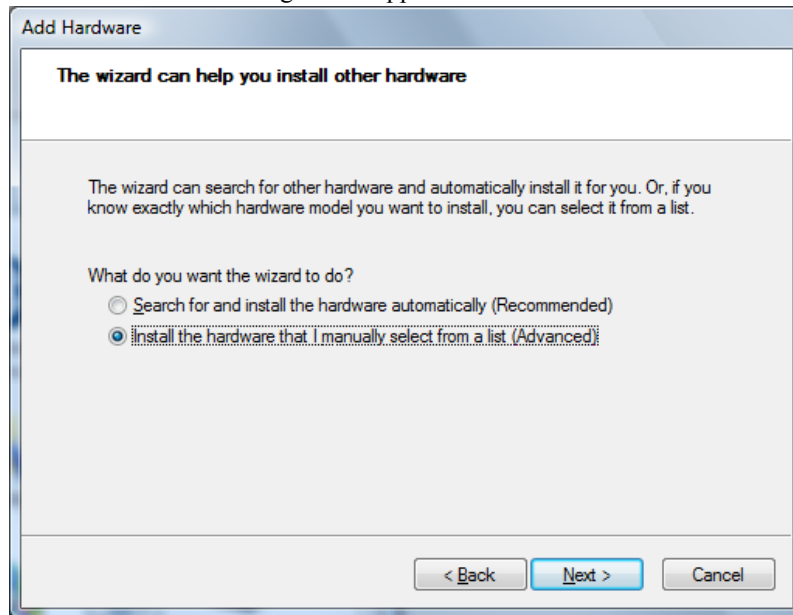 Add Hardware
The wizard can help you install other hardware
The wizard can search for other hardware and automatically install it for you. Or, if you
know exactly which hardware model you want to install, you can select it from a list.
What do you want the wizard to do?
Search for and install the hardware automatically (Recommended)
Install the hardware that I manually select from a list (Advanced)
< Back Next > Cancel